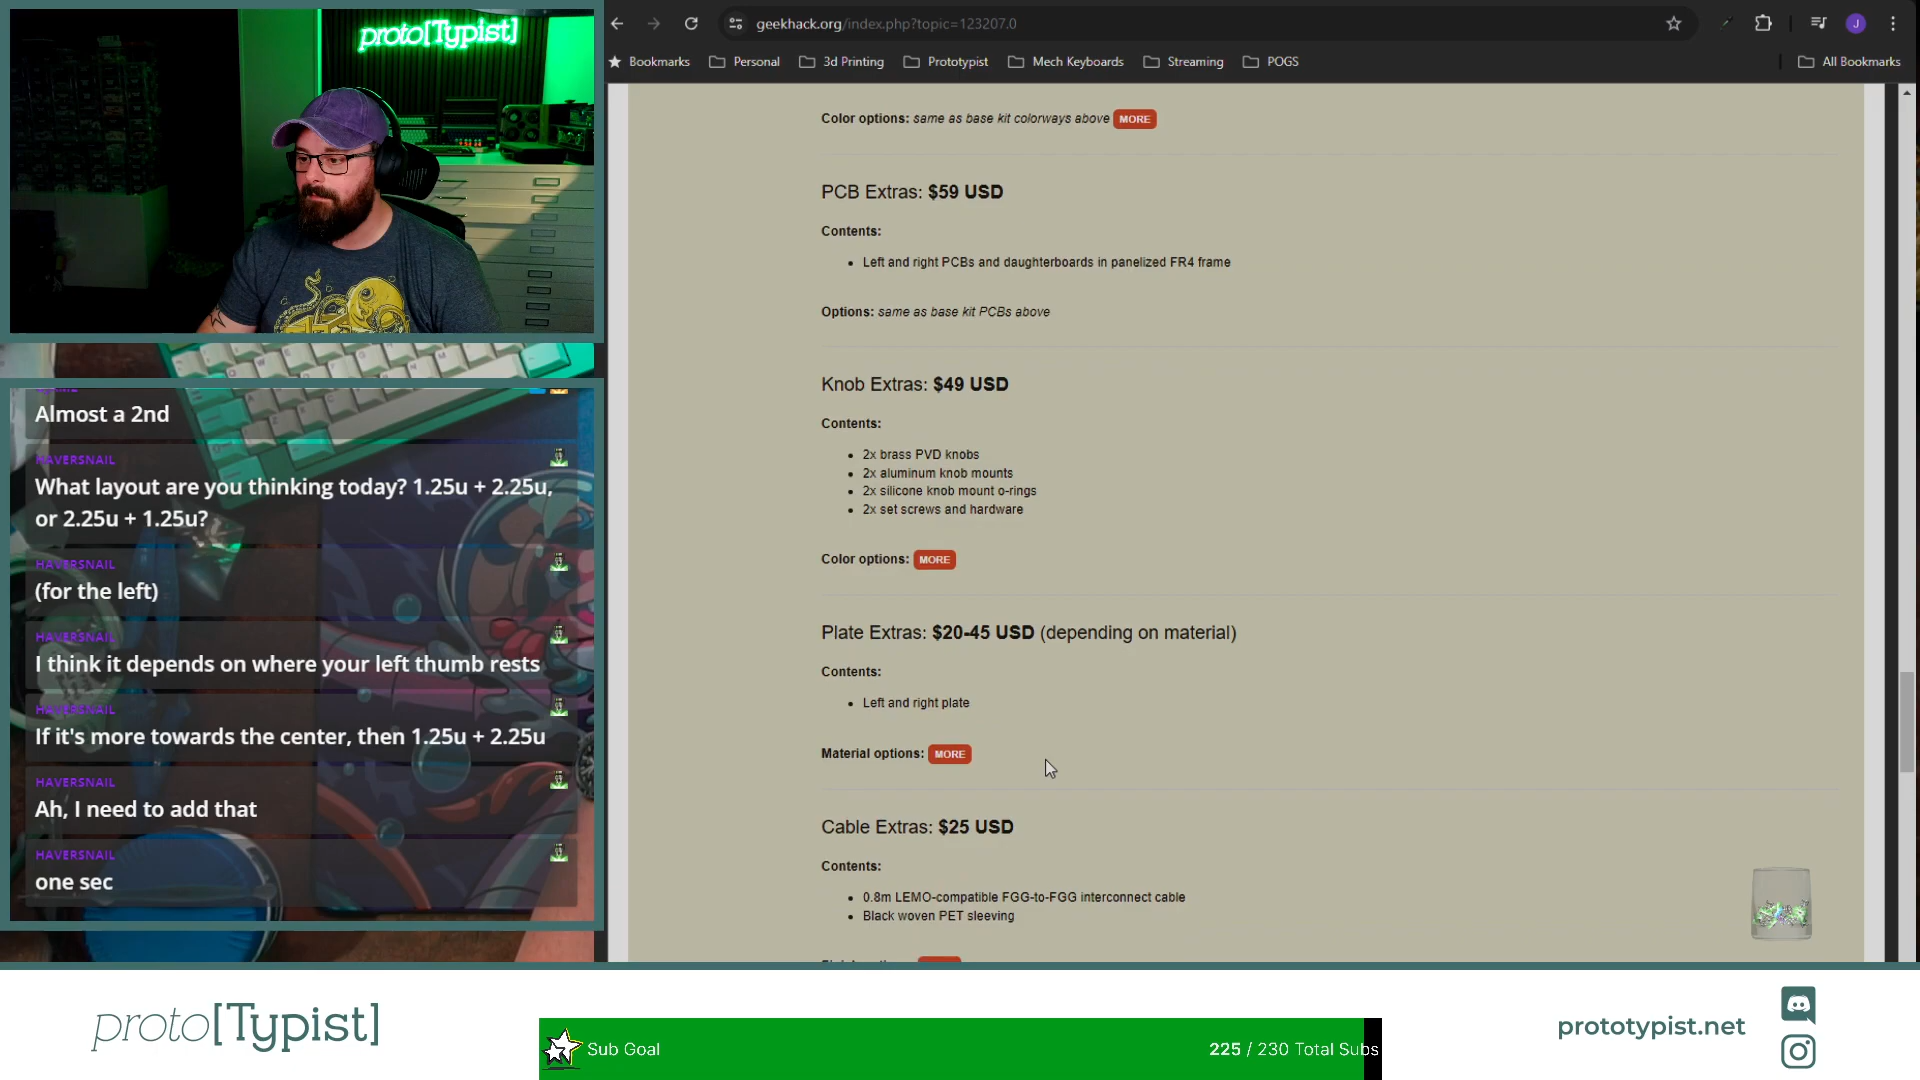 proto[Typist]
Almost a 2nd
HAVERSNAIL
What layout are you thinking today? 1.25u + 2.25u,
or 2.25u + 1.25u?
HAVERSNAIL
(for the left)
HAVERSNAIL
I think it depends on where your left thumb rests
HAVERSNAIL
If it's more towards the center, then 1.25u + 2.25u
HAVERSNAIL
Ah, I need to add that
HAVERSNAIL
one sec
geekhack.org/index.php?topic=123207.0
J
Bookmarks Personal 3d Printing Prototypist Mech Keyboards Streaming POGS All Bookmarks
Color options: same as base kit colorways above MORE
PCB Extras: $59 USD
Contents:
• Left and right PCBs and daughterboards in panelized FR4 frame
Options: same as base kit PCBs above
Knob Extras: $49 USD
Contents:
• 2x brass PVD knobs
• 2x aluminum knob mounts
• 2x silicone knob mount o-rings
• 2x set screws and hardware
Color options: MORE
Plate Extras: $20-45 USD (depending on material)
Contents:
• Left and right plate
Material options: MORE
Cable Extras: $25 USD
Contents:
• 0.8m LEMO-compatible FGG-to-FGG interconnect cable
• Black woven PET sleeving
proto[Typist]
Sub Goal
225 / 230 Total Subs
prototypist.net